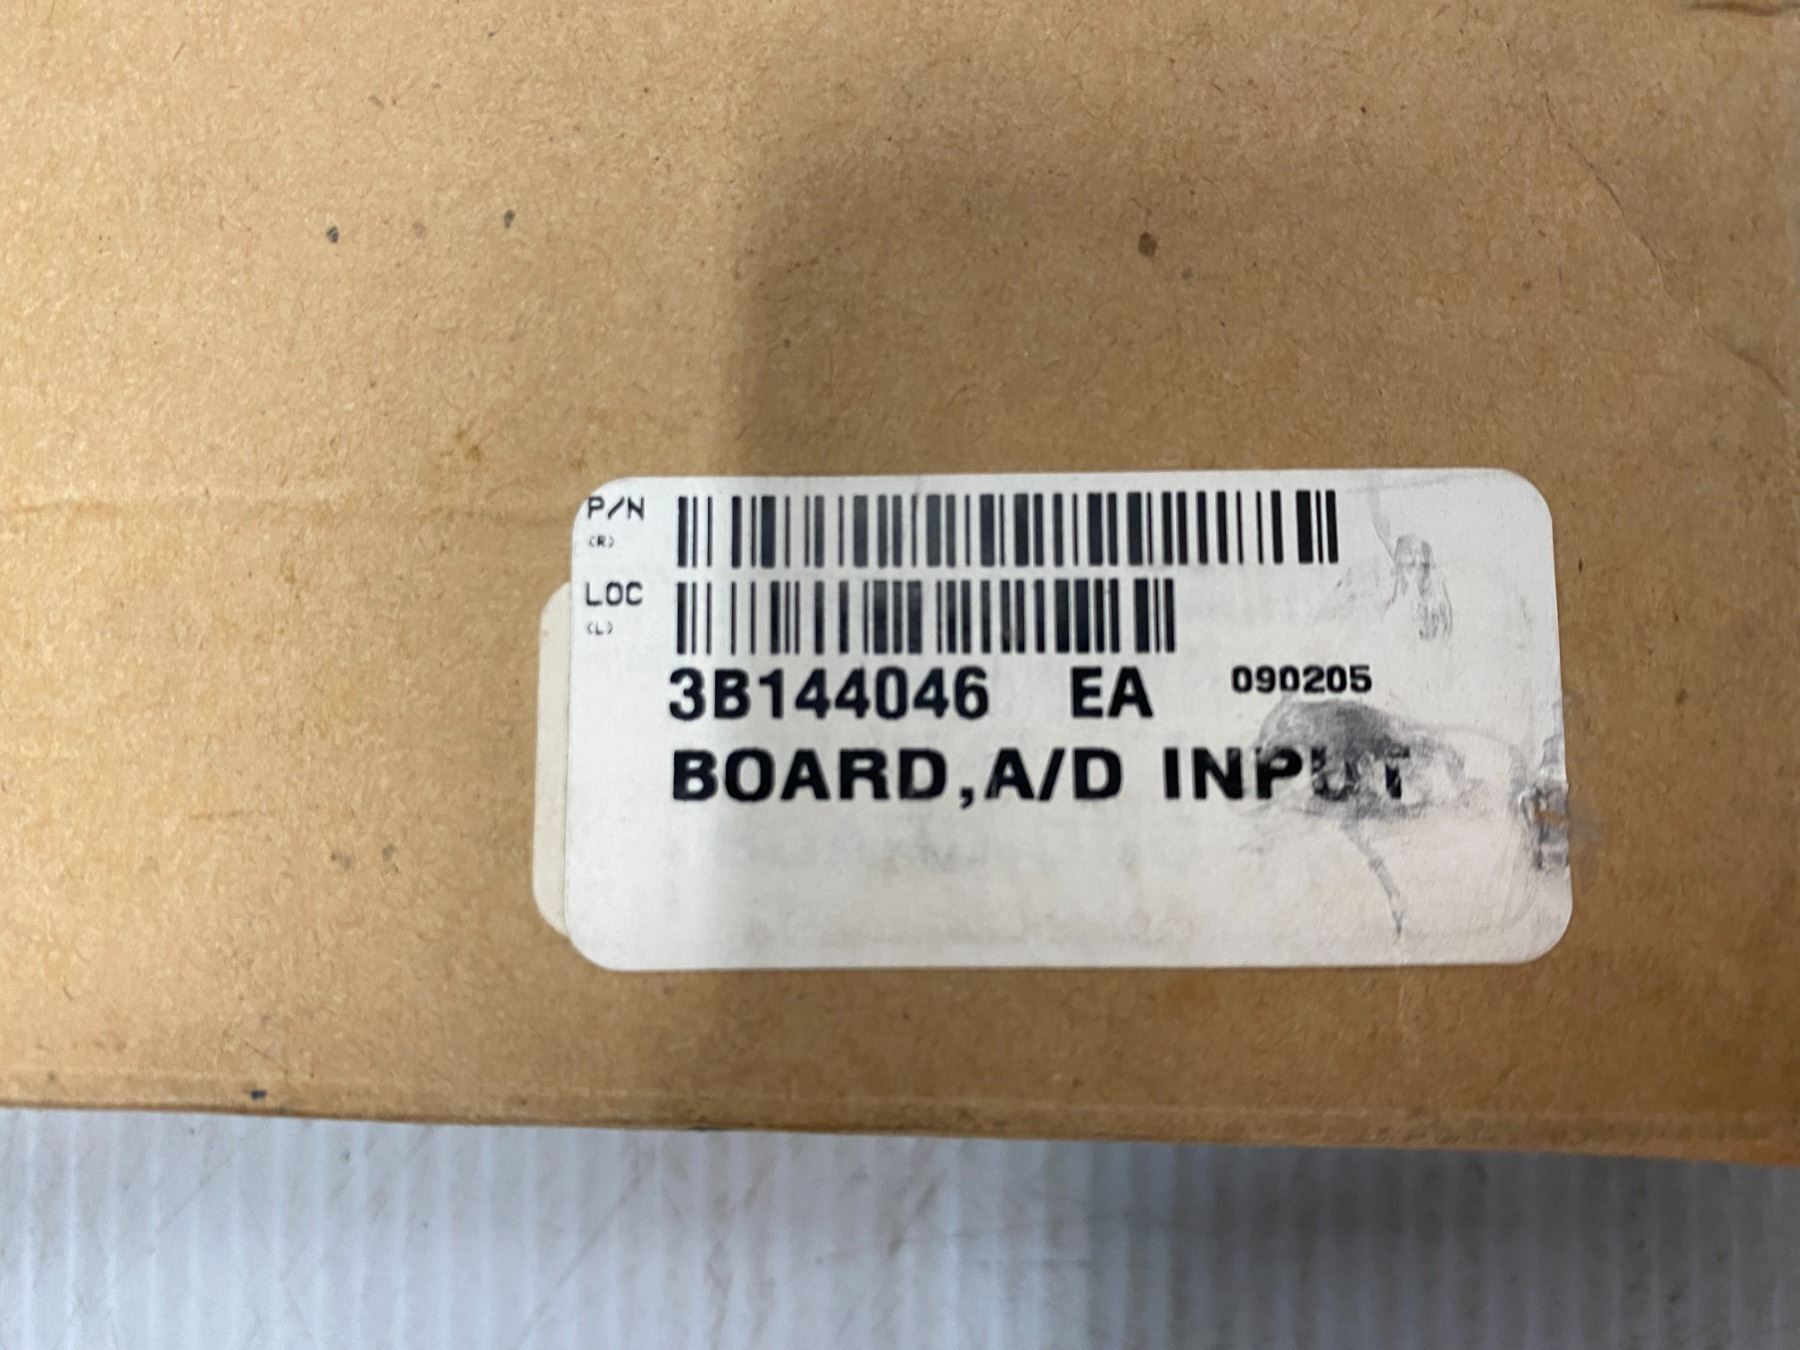 P/N
(R)
LOC
(L)
3B144046 EA 090205
BOARD,A/D INPUT